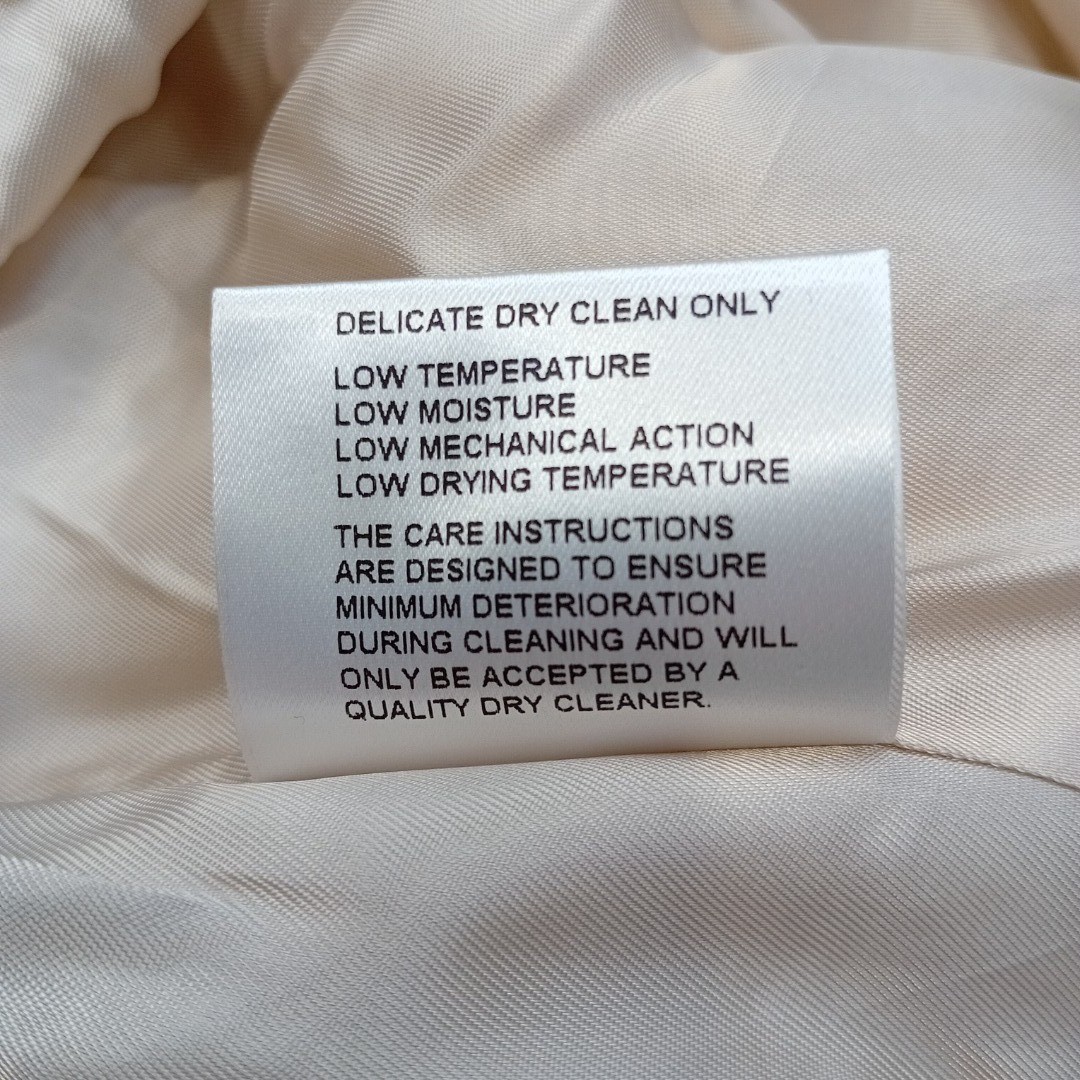 DELICATE DRY CLEAN ONLY
LOW TEMPERATURE
LOW MOISTURE
LOW MECHANICAL ACTION
LOW DRYING TEMPERATURE
THE CARE INSTRUCTIONS
ARE DESIGNED TO ENSURE
MINIMUM DETERIORATION
DURING CLEANING AND WILL
ONLY BE ACCEPTED BY A
QUALITY DRY CLEANER.